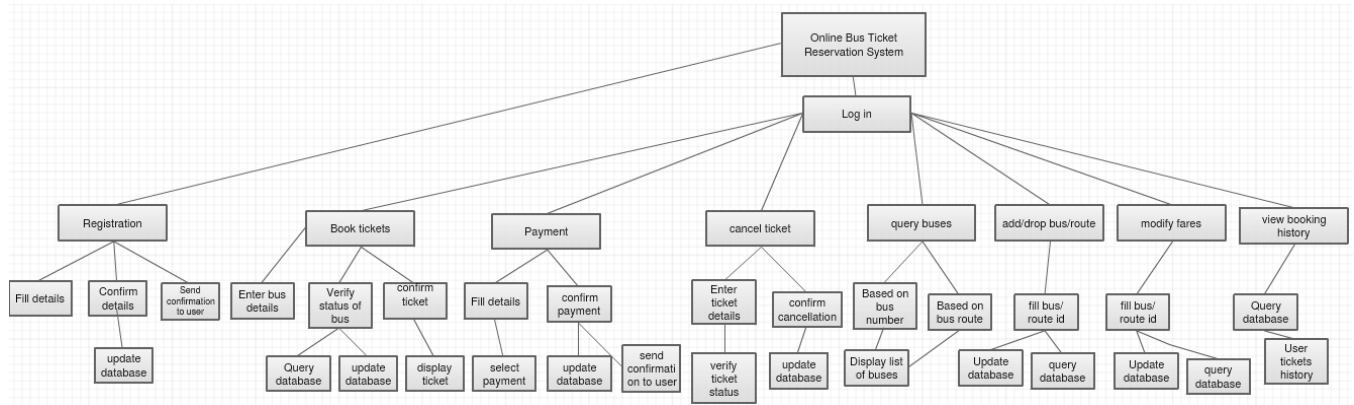 Online Bus Ticket
Reservation System
Log in
Registration
Book tickets
Payment
cancel ticket
query buses
add/drop bus/route
modify fares
view booking
history
Fill details
Confirm
details
Send
confirmation
to user
Enter bus
details
Verify
status of
bus
confirm
ticket
Fill details
confirm
payment
Enter
ticket
details
confirm
cancellation
Based on
bus
number
Based on
bus route
fill bus/
route id
fill bus/
route id
Query
database
update
database
Query
database
update
database
display
ticket
select
payment
update
database
send
confirmati
on to user
verify
ticket
status
update
database
Display list
of buses
Update
database
query
database
Update
database
query
database
User
tickets
history